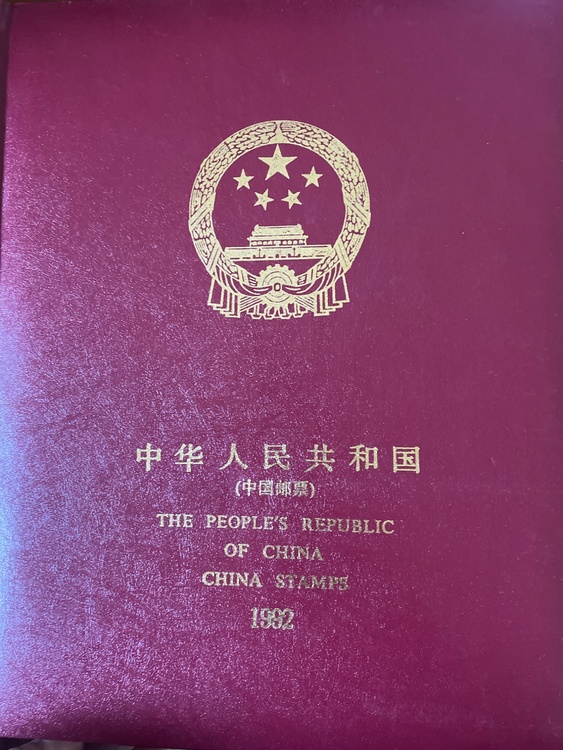 中华人民共和国
(中国邮票)
THE PEOPLE'S REPUBLIC
OF CHINA
CHINA STAMPS
1992